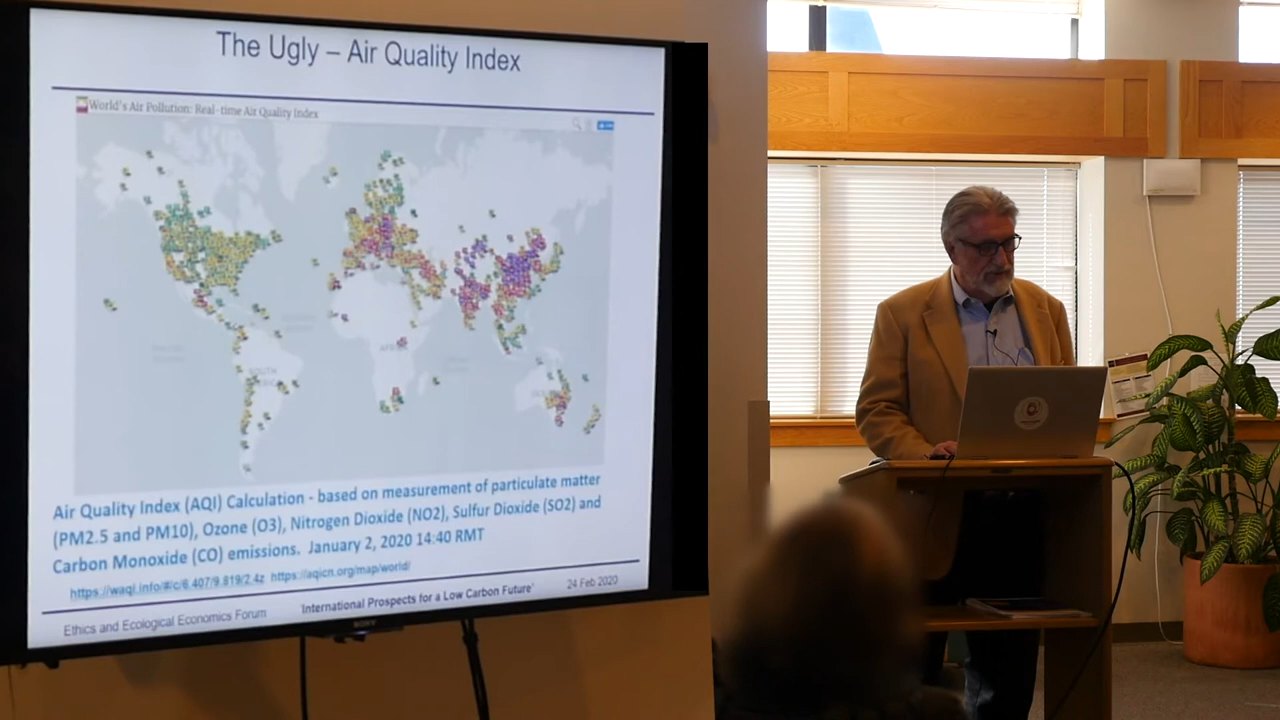 The Ugly – Air Quality Index
World's Air Pollution: Real-time Air Quality Index
AFRICA
SOUTH
Air Quality Index (AQI) Calculation - based on measurement of particulate matter
(PM2.5 and PM10), Ozone (O3), Nitrogen Dioxide (NO2), Sulfur Dioxide (SO2) and
Carbon Monoxide (CO) emissions. January 2, 2020 14:40 RMT
https://waqi.info/#/c/6.407/9.819/2.4z https://aqicn.org/map/world/
Ethics and Ecological Economics Forum 'International Prospects for a Low Carbon Future' 24 Feb 2020
SONY